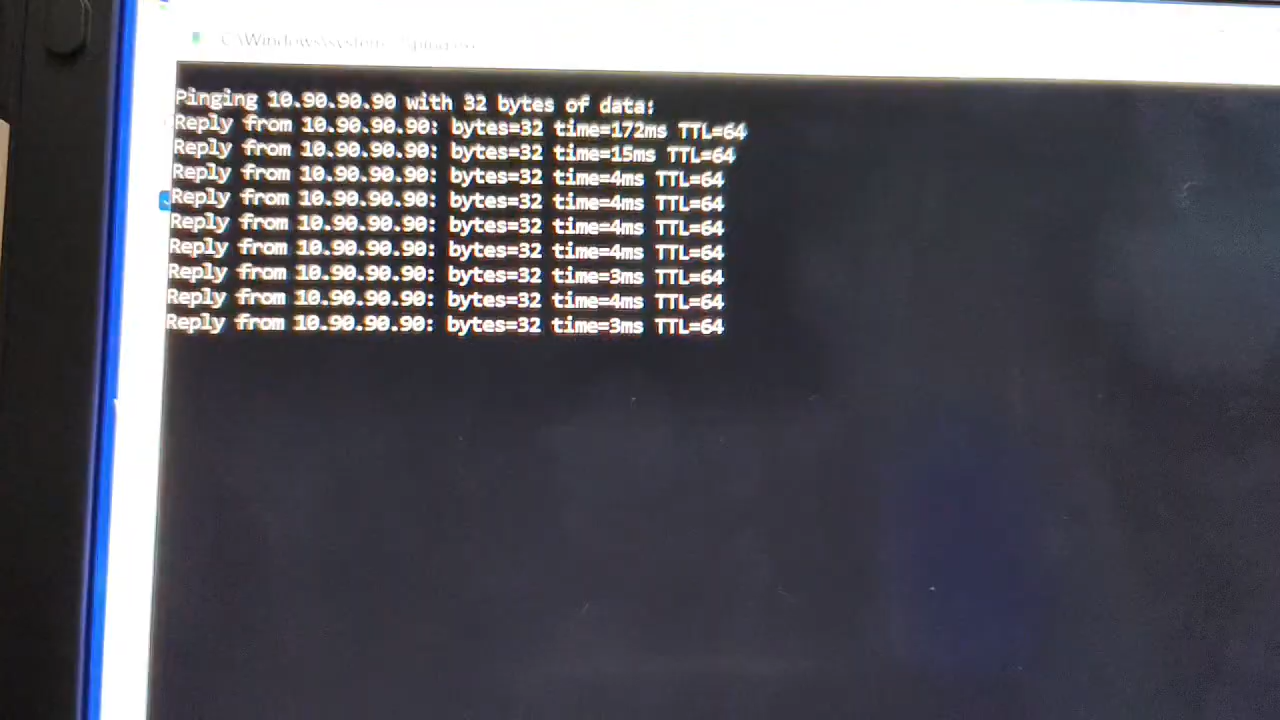 C:\Windows\system
Pinging 10.90.90.90 with 32 bytes of data:
Reply from 10.90.90.90: bytes=32 time=172ms TTL=64
Reply from 10.90.90.90: bytes=32 time=15ms TTL=64
Reply from 10.90.90.90: bytes=32 time=4ms TTL=64
Reply from 10.90.90.90: bytes=32 time=4ms TTL=64
Reply from 10.90.90.90: bytes=32 time=4ms TTL=64
Reply from 10.90.90.90: bytes=32 time=4ms TTL=64
Reply from 10.90.90.90: bytes=32 time=3ms TTL=64
Reply from 10.90.90.90: bytes=32 time=4ms TTL=64
Reply from 10.90.90.90: bytes=32 time=3ms TTL=64